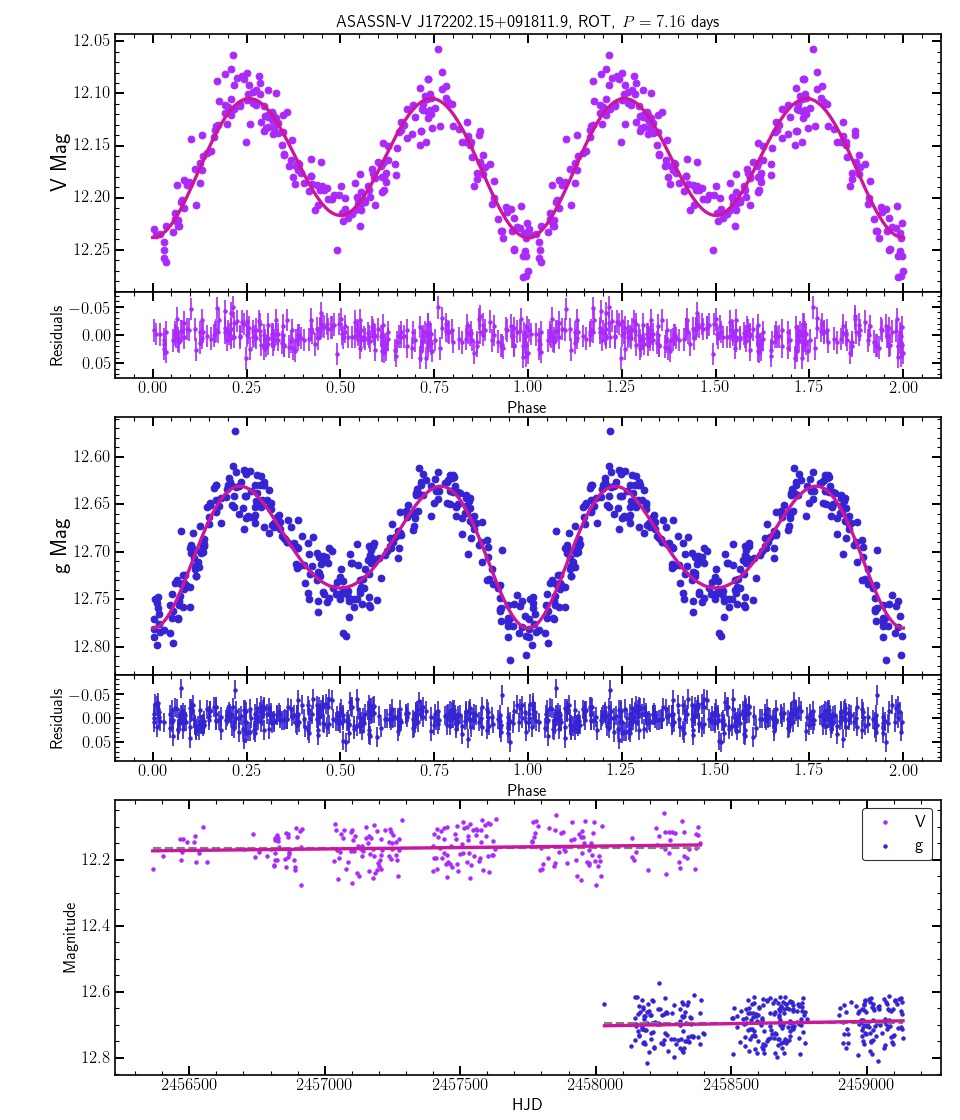 ASASSN-V J172202.15+091811.9, ROT, P = 7.16 days
12.05
12.10
12.15
12.20
12.25
V Mag
−0.05
0.00
0.05
Residuals
0.00 0.25 0.50 0.75 1.00 1.25 1.50 1.75 2.00
Phase
12.60
12.65
12.70
12.75
12.80
g Mag
−0.05
0.00
0.05
Residuals
0.00 0.25 0.50 0.75 1.00 1.25 1.50 1.75 2.00
Phase
V
g
12.2
12.4
12.6
12.8
Magnitude
2456500 2457000 2457500 2458000 2458500 2459000
HJD